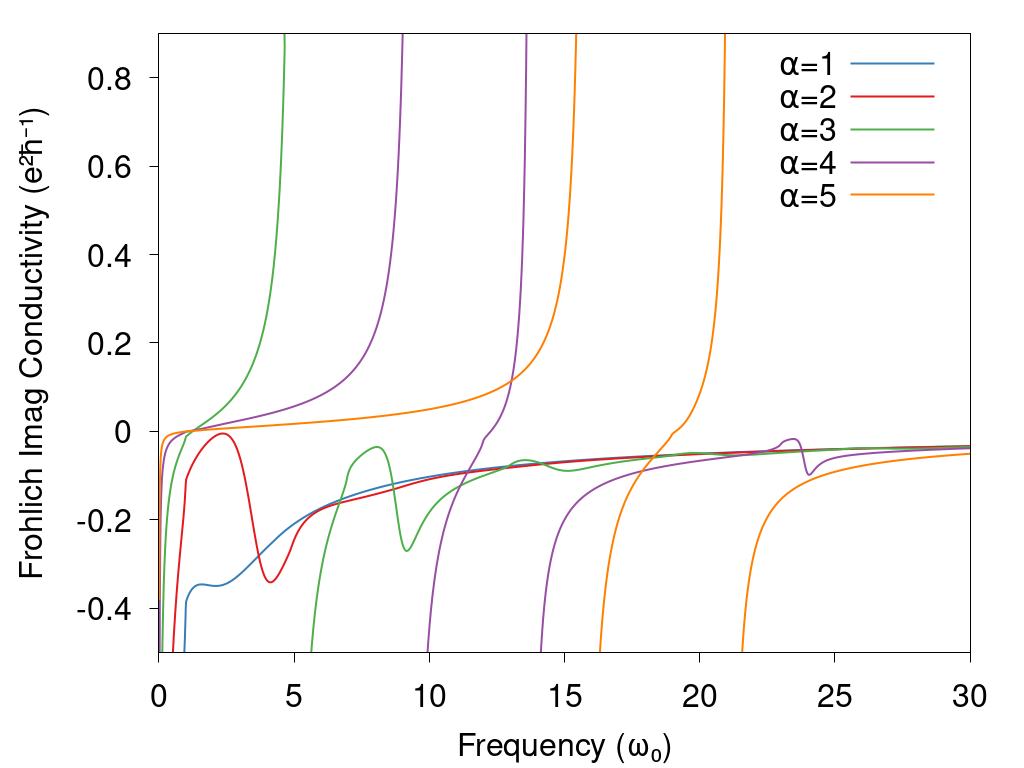 Frohlich Imag Conductivity (e²ħ⁻¹)
0.8
0.6
0.4
0.2
0
-0.2
-0.4
α=1
α=2
α=3
α=4
α=5
0 5 10 15 20 25 30
Frequency (ω₀)